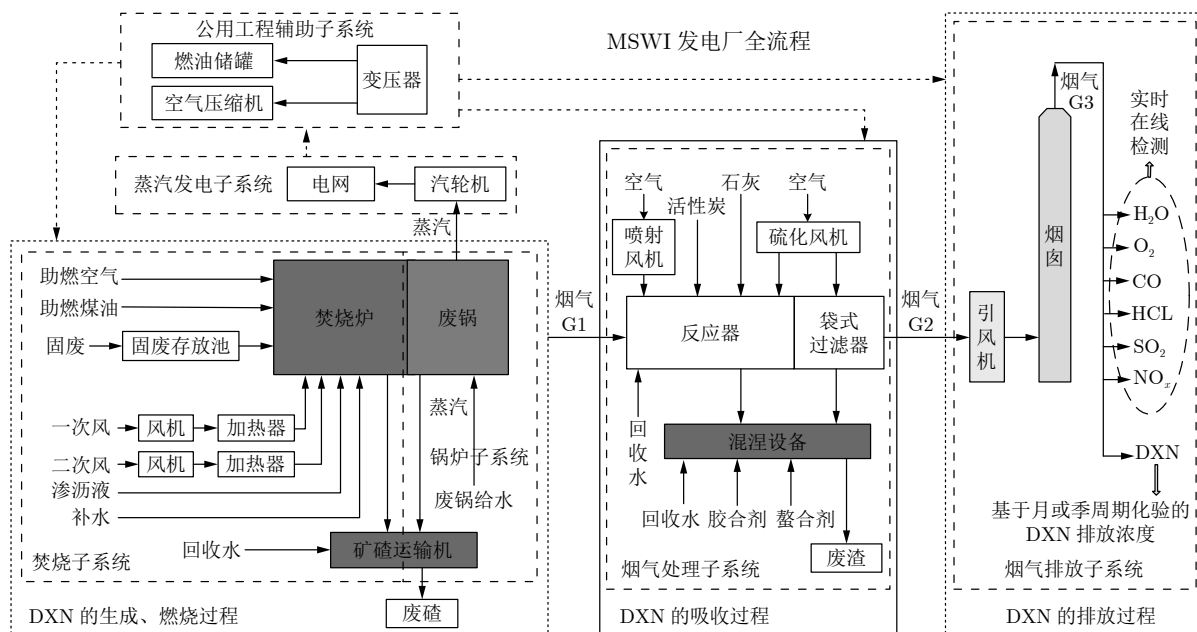 公用工程辅助子系统
MSWI 发电厂全流程
燃油储罐
空气压缩机
变压器
蒸汽发电子系统
电网
汽轮机
蒸汽
助燃空气
助燃煤油
固废
固废存放池
焚烧炉
废锅
一次风
风机
加热器
二次风
风机
加热器
渗沥液
补水
蒸汽
锅炉子系统
废锅给水
回收水
矿碴运输机
焚烧子系统
废碴
DXN 的生成、燃烧过程
烟气
G1
空气
石灰
空气
活性炭
喷射
风机
硫化风机
反应器
袋式
过滤器
回
收
水
混涅设备
回收水
胶合剂
螯合剂
废渣
烟气处理子系统
DXN 的吸收过程
烟气
G2
引
风
机
烟
囱
烟气
G3
实时
在线
检测
H₂O
O₂
CO
HCL
SO₂
NOₓ
DXN
基于月或季周期化验的
DXN 排放浓度
烟气排放子系统
DXN 的排放过程